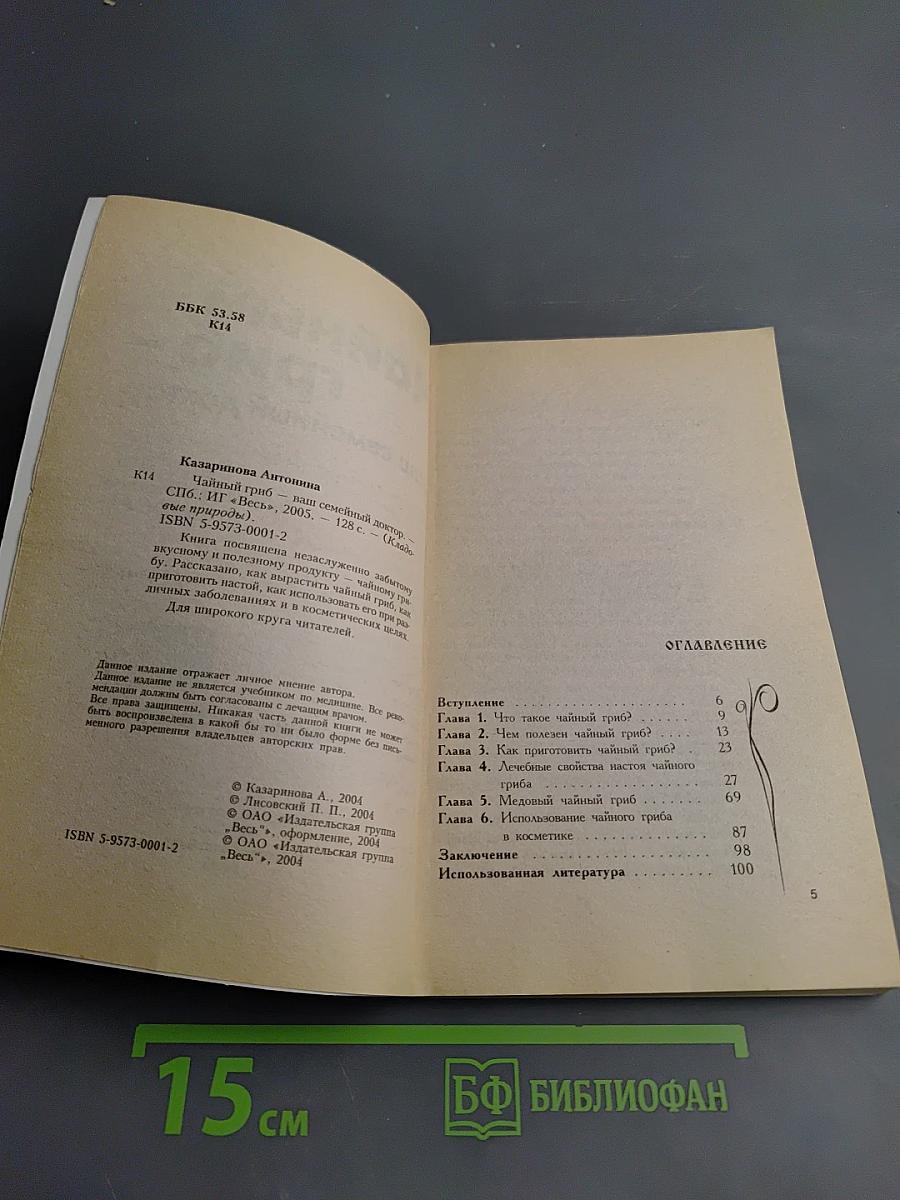 ББК 53.58
К14
Казаринова Антонина
К14 Чайный гриб — ваш семейный доктор. —
СПб.: ИГ «Весь», 2005. — 128 с. — (Кладо-
вые природы).
ISBN 5-9573-0001-2
Книга посвящена незаслуженно забытому
вкусному и полезному продукту — чайному гри-
бу. Рассказано, как вырастить чайный гриб, как
приготовить настой, как использовать его при раз-
личных заболеваниях и в косметических целях.
Для широкого круга читателей.
Данное издание отражает личное мнение автора.
Данное издание не является учебником по медицине. Все реко-
мендации должны быть согласованы с лечащим врачом.
Все права защищены. Никакая часть данной книги не может
быть воспроизведена в какой бы то ни было форме без пись-
менного разрешения владельцев авторских прав.
© Казаринова А., 2004
© Лисовский П. П., 2004
© ОАО «Издательская группа
„Весь“», оформление, 2004
© ОАО «Издательская группа
„Весь“», 2004
ISBN 5-9573-0001-2
ОГЛАВЛЕНИЕ
Вступление . . . . . . . . . . . . . . . . . . . . . . 6
Глава 1. Что такое чайный гриб? . . . . . . 9
Глава 2. Чем полезен чайный гриб? . . . . 13
Глава 3. Как приготовить чайный гриб? . 23
Глава 4. Лечебные свойства настоя чайного
гриба . . . . . . . . . . . . . . . . . . 27
Глава 5. Медовый чайный гриб . . . . . . . 69
Глава 6. Использование чайного гриба
в косметике . . . . . . . . . . . . . . 87
Заключение . . . . . . . . . . . . . . . . . . . . 98
Использованная литература . . . . . . . . . 100
5
15 см
БФ БИБЛИОФАН